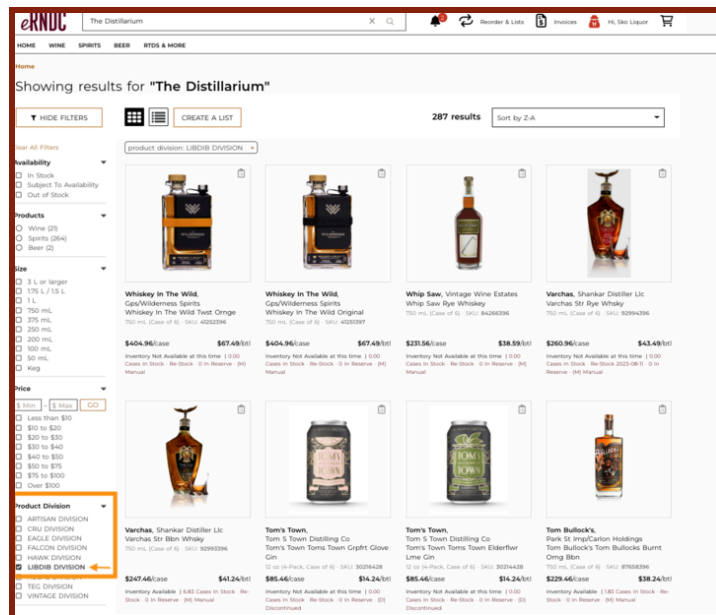 eRNDC
The Distillarium
X
2
Reorder & Lists
Invoices
Hi, Sko Liquor
HOME WINE SPIRITS BEER RTDS & MORE
Home
Showing results for "The Distillarium"
HIDE FILTERS
CREATE A LIST
287 results
Sort by Z-A
Clear All Filters
product division: LIBDIB DIVISION ×
Availability
In Stock
Subject To Availability
Out of Stock
Products
Wine (21)
Spirits (264)
Beer (2)
Size
3 L or larger
1.75 L / 1.5 L
1 L
750 mL
375 mL
250 mL
200 mL
100 mL
50 mL
Keg
Price
$ Min - $ Max GO
Less than $10
$10 to $20
$20 to $30
$30 to $40
$40 to $50
$50 to $75
$75 to $100
Over $100
Product Division
ARTISAN DIVISION
CRU DIVISION
EAGLE DIVISION
FALCON DIVISION
HAWK DIVISION
LIBDIB DIVISION
TEG DIVISION
VINTAGE DIVISION
Whiskey In The Wild,
Gps/Wilderness Spirits
Whiskey In The Wild Twst Ornge
750 mL (Case of 6) · SKU: 41252396
$404.96/case $67.49/btl
Inventory Not Available at this time | 0.00
Cases In Stock · Re-Stock · 0 In Reserve · (M)
Manual
Whiskey In The Wild,
Gps/Wilderness Spirits
Whiskey In The Wild Original
750 mL (Case of 6) · SKU: 41251397
$404.96/case $67.49/btl
Inventory Not Available at this time | 0.00
Cases In Stock · Re-Stock · 0 In Reserve · (M)
Manual
Whip Saw, Vintage Wine Estates
Whip Saw Rye Whiskey
750 mL (Case of 6) · SKU: 84266396
$231.56/case $38.59/btl
Inventory Not Available at this time | 0.00
Cases In Stock · Re-Stock · 0 In Reserve · (M)
Manual
Varchas, Shankar Distiller Llc
Varchas Str Rye Whsky
750 mL (Case of 6) · SKU: 92994396
$260.96/case $43.49/btl
Inventory Not Available at this time | 0.00
Cases In Stock · Re-Stock 2023-08-11 · 0 In
Reserve · (M) Manual
Varchas, Shankar Distiller Llc
Varchas Str Bbn Whsky
750 mL (Case of 6) · SKU: 92993396
$247.46/case $41.24/btl
Inventory Available | 6.83 Cases In Stock · Re-
Stock · 0 In Reserve · (M) Manual
TOM'S
TOWN
Tom's Town,
Tom S Town Distilling Co
Tom's Town Toms Town Grpfrt Glove
Gin
12 oz (4-Pack, Case of 6) · SKU: 30216428
$85.46/case $14.24/btl
Inventory Not Available at this time | 0.00
Cases In Stock · Re-Stock · 0 In Reserve · (D)
Discontinued
TOM'S
TOWN
Tom's Town,
Tom S Town Distilling Co
Tom's Town Toms Town Elderflwr
Lme Gin
12 oz (4-Pack, Case of 6) · SKU: 30214428
$85.46/case $14.24/btl
Inventory Not Available at this time | 0.00
Cases In Stock · Re-Stock · 0 In Reserve · (D)
Discontinued
Tom Bullock's,
Park St Imp/Carlon Holdings
Tom Bullock's Tom Bullocks Burnt
Orng Bbn
750 mL (Case of 6) · SKU: 87658396
$229.46/case $38.24/btl
Inventory Available | 1.80 Cases In Stock · Re-
Stock · 0 In Reserve · (M) Manual